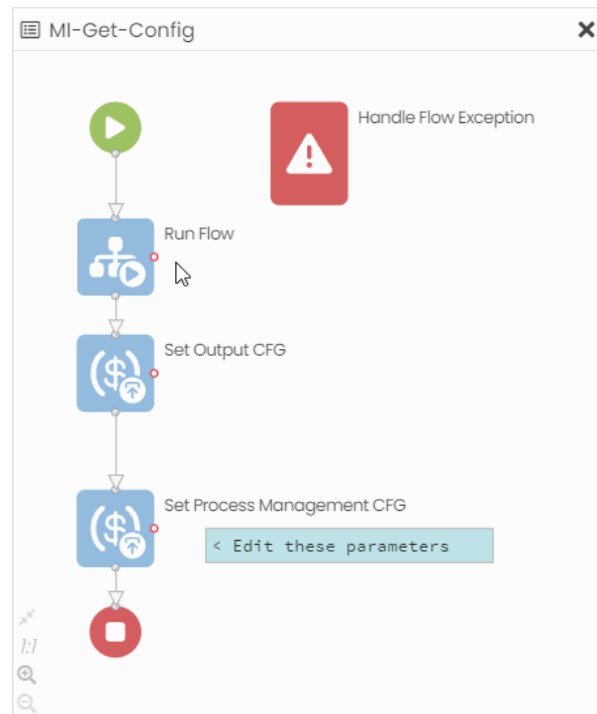 MI-Get-Config
Handle Flow Exception
Run Flow
Set Output CFG
Set Process Management CFG
< Edit these parameters
1:1